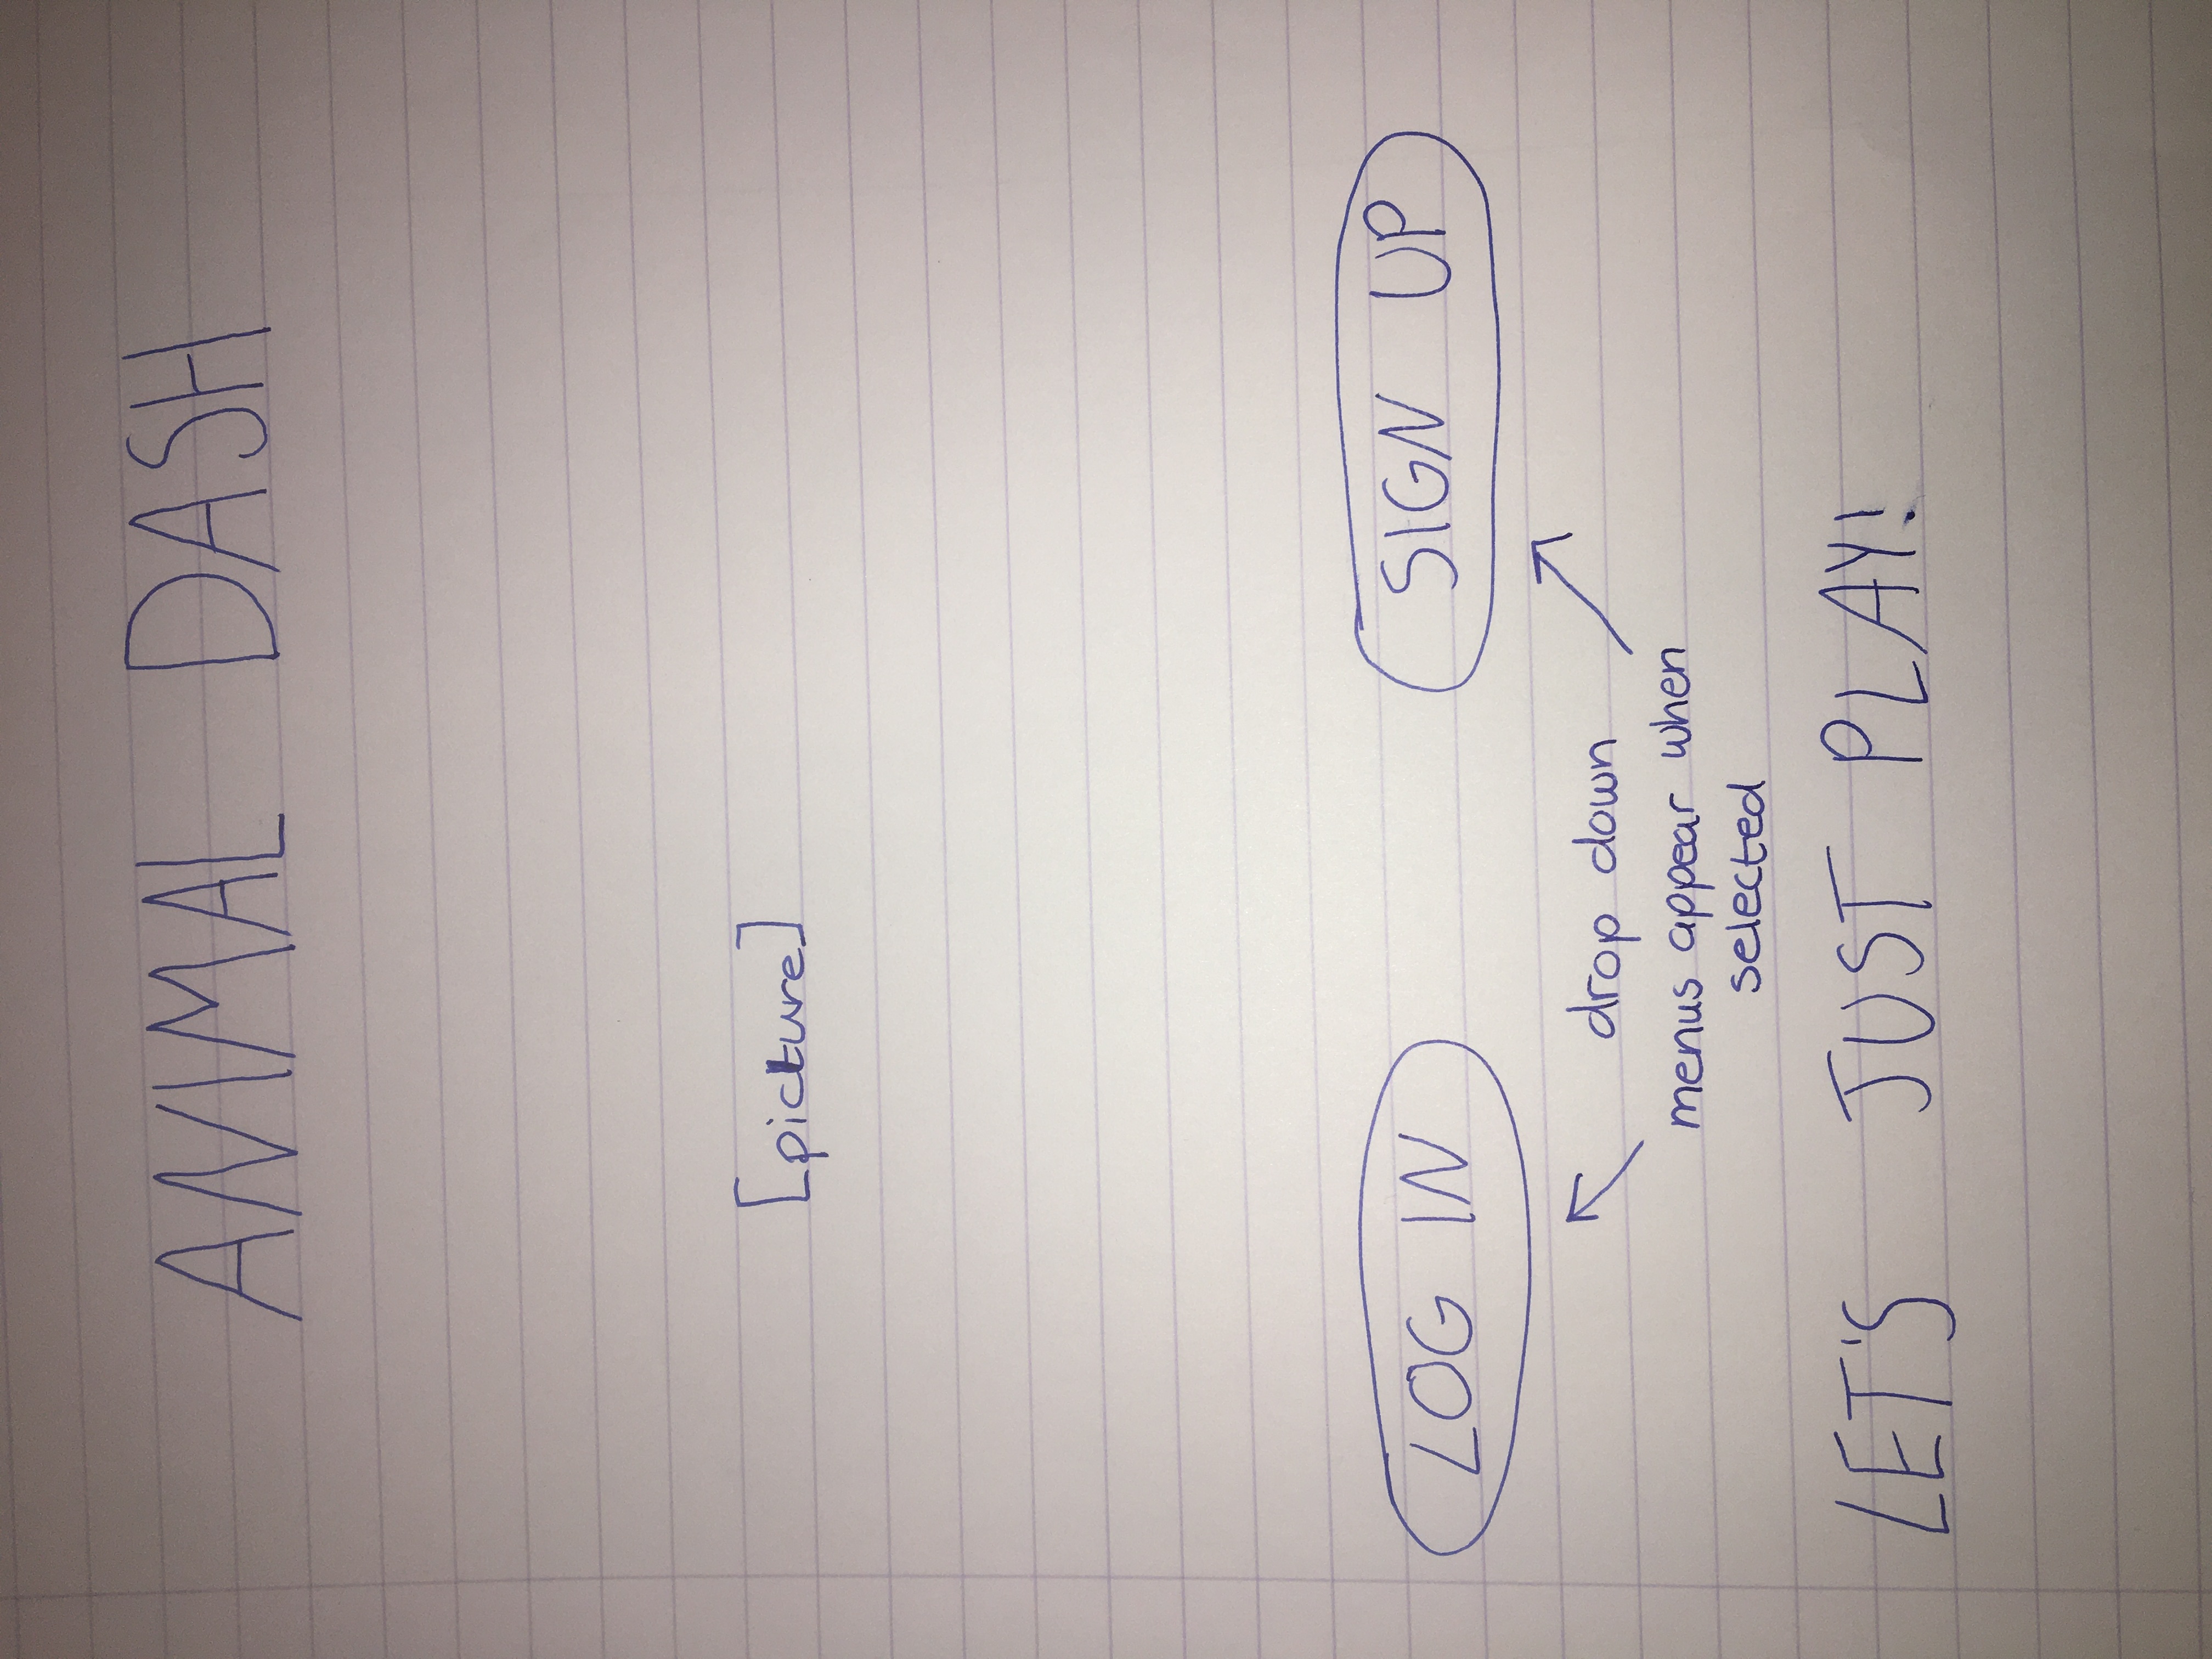 ANIMAL DASH
[picture]
LOG IN SIGN UP
drop down
menus appear when
selected
LET'S JUST PLAY!